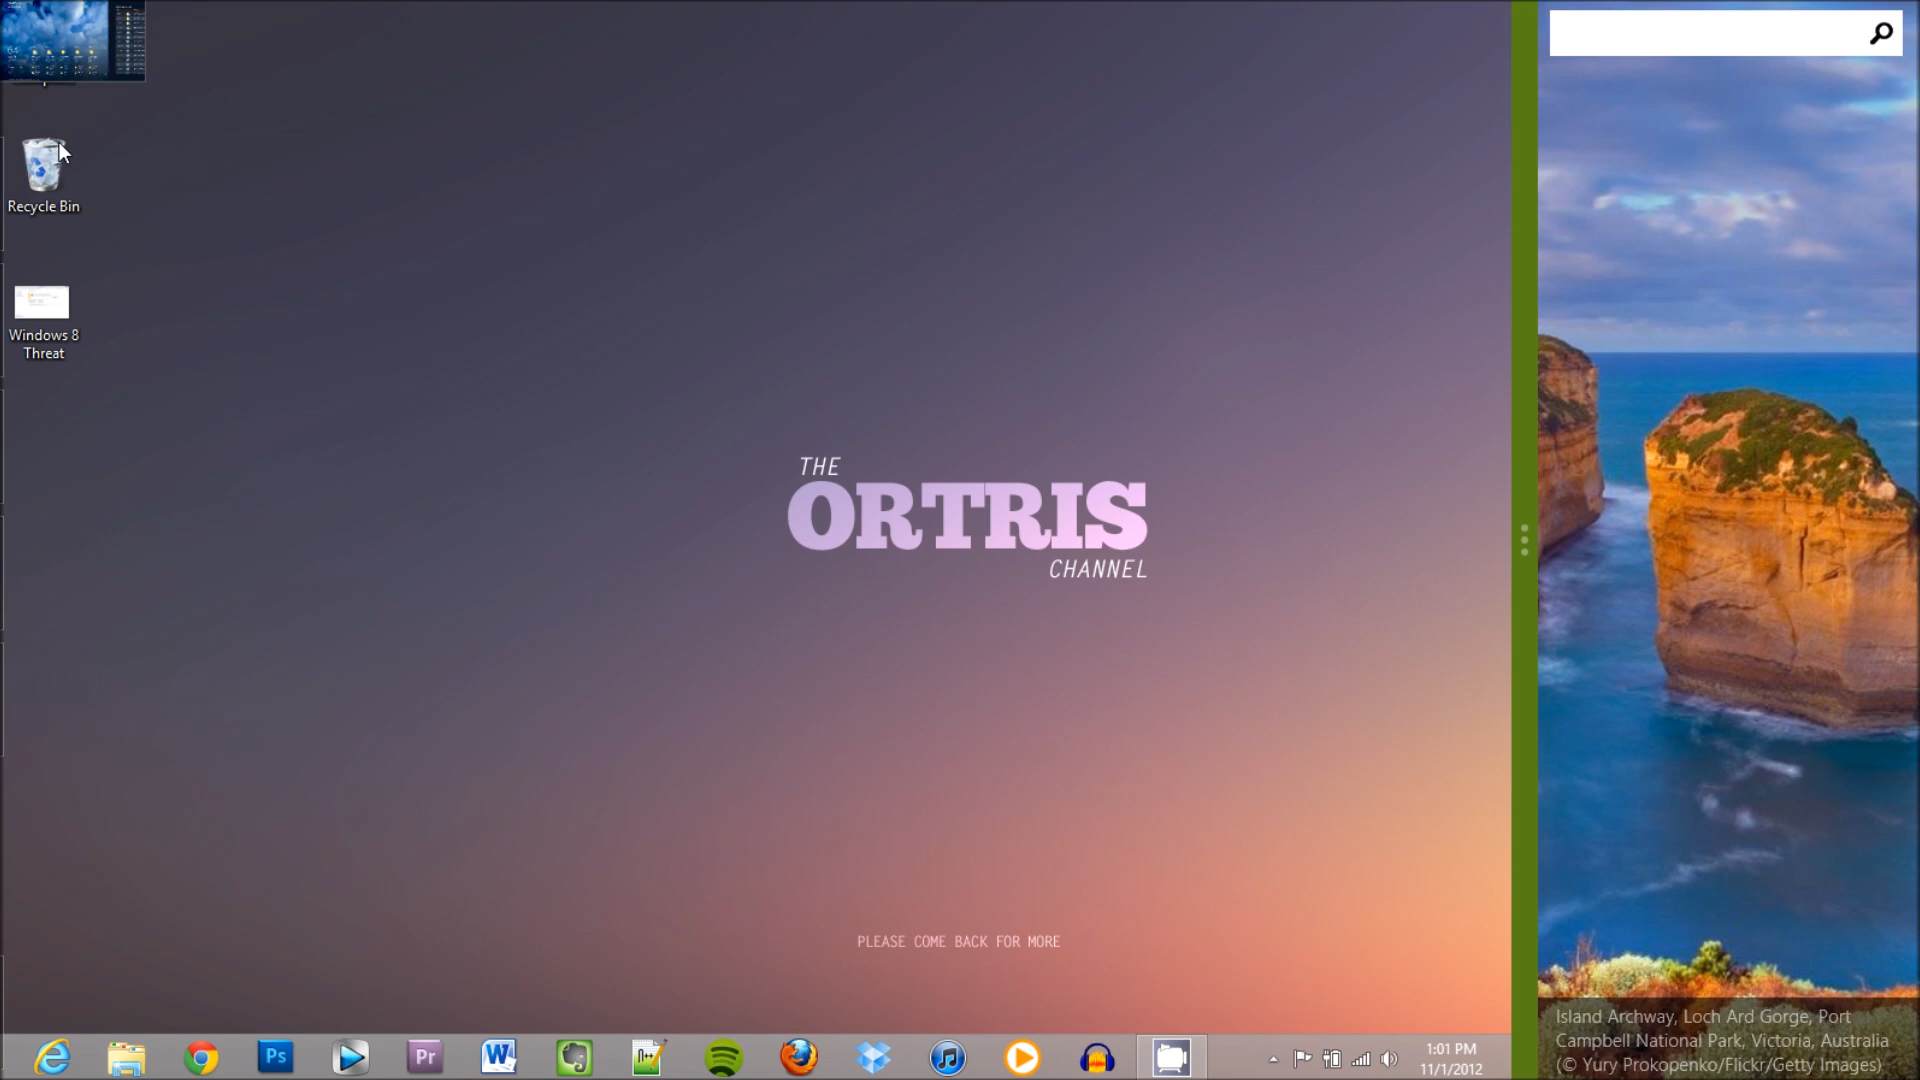 Recycle Bin
Windows 8
Threat
THE
ORTRIS
CHANNEL
PLEASE COME BACK FOR MORE
Ps
Pr
W
n++
1:01 PM
11/1/2012
Island Archway, Loch Ard Gorge, Port
Campbell National Park, Victoria, Australia
(© Yury Prokopenko/Flickr/Getty Images)